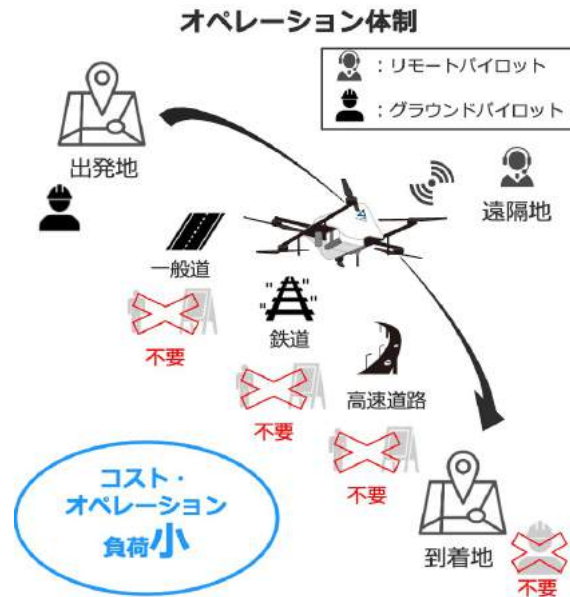 オペレーション体制
：リモートパイロット
：グラウンドパイロット
出発地
遠隔地
一般道
不要
鉄道
不要
高速道路
不要
コスト・
オペレーション
負荷小
到着地
不要